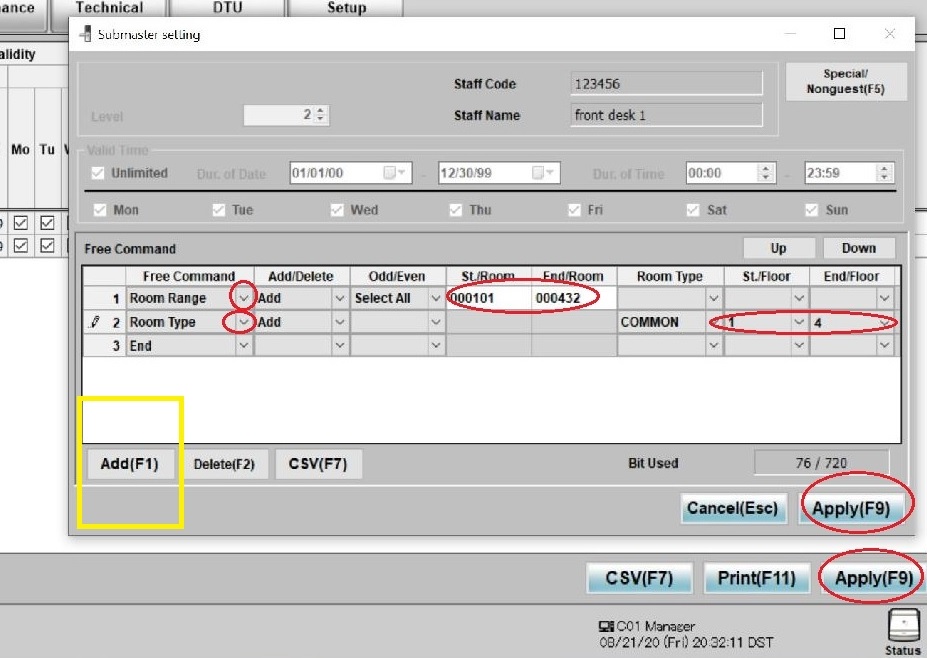 ance Technical DTU Setup
Submaster setting
alidity
Staff Code 123456 Special/
Nonguest(F5)
Level 2 Staff Name front desk 1
Mo Tu
Valid Time
Unlimited Dur. of Date 01/01/00 - 12/30/99 Dur. of Time 00:00 - 23:59
Mon Tue Wed Thu Fri Sat Sun
Free Command Up Down
Free Command Add/Delete Odd/Even St./Room End/Room Room Type St./Floor End/Floor
1 Room Range Add Select All 000101 000432
2 Room Type Add COMMON 1 4
3 End
Add(F1) Delete(F2) CSV(F7) Bit Used 76 / 720
Cancel(Esc) Apply(F9)
CSV(F7) Print(F11) Apply(F9)
C01 Manager
08/21/20 (Fri) 20:32:11 DST
Status